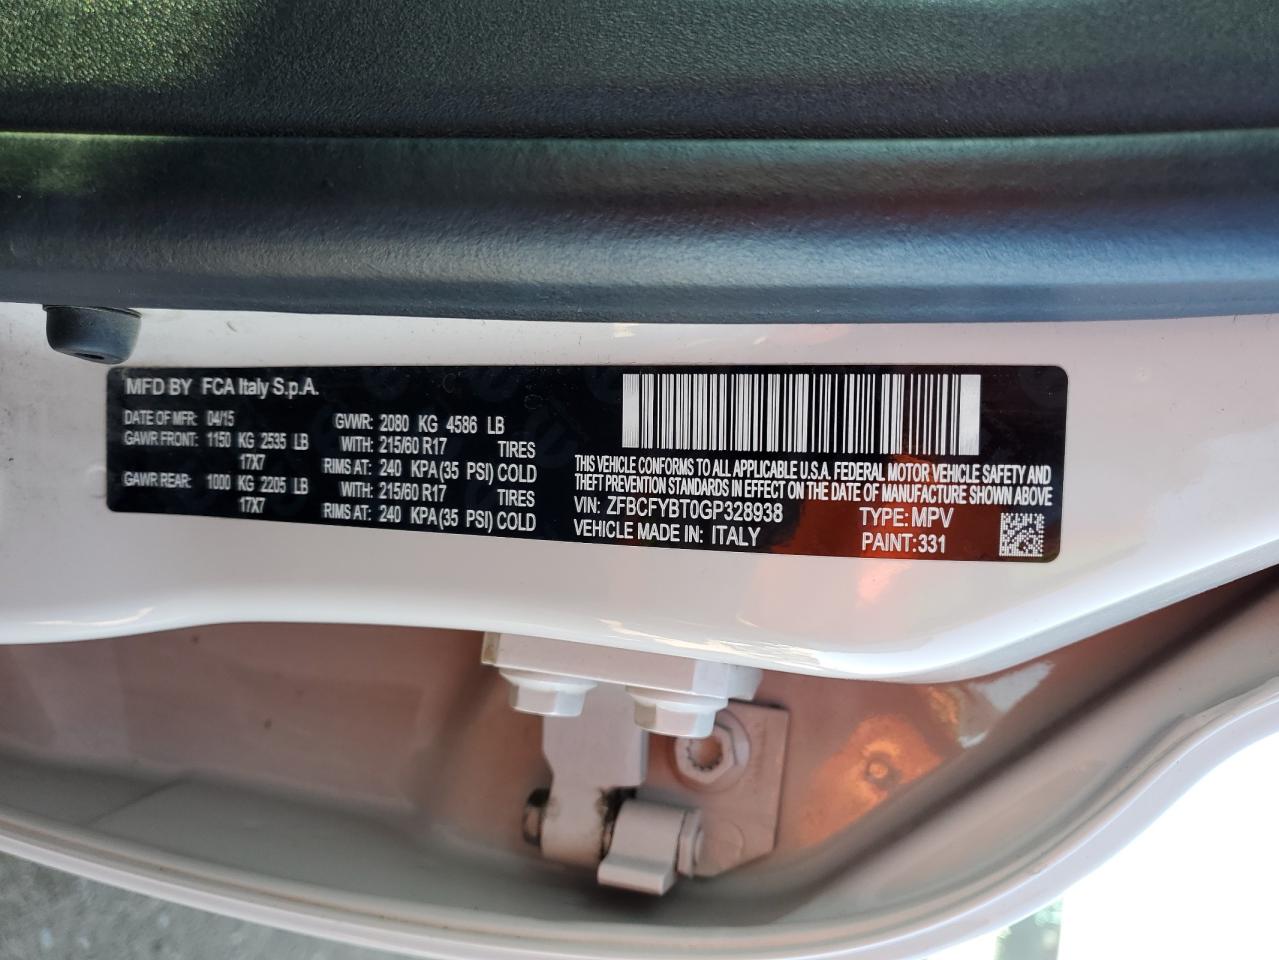 MFD BY FCA Italy S.p.A.
DATE OF MFR: 04/15 GVWR: 2080 KG 4586 LB
GAWR FRONT: 1150 KG 2535 LB WITH: 215/60 R17 TIRES
17X7 RIMS AT: 240 KPA(35 PSI) COLD
GAWR REAR: 1000 KG 2205 LB WITH: 215/60 R17 TIRES
17X7 RIMS AT: 240 KPA(35 PSI) COLD
THIS VEHICLE CONFORMS TO ALL APPLICABLE U.S.A. FEDERAL MOTOR VEHICLE SAFETY AND
THEFT PREVENTION STANDARDS IN EFFECT ON THE DATE OF MANUFACTURE SHOWN ABOVE
VIN: ZFBCFYBT0GP328938 TYPE: MPV
VEHICLE MADE IN: ITALY PAINT:331